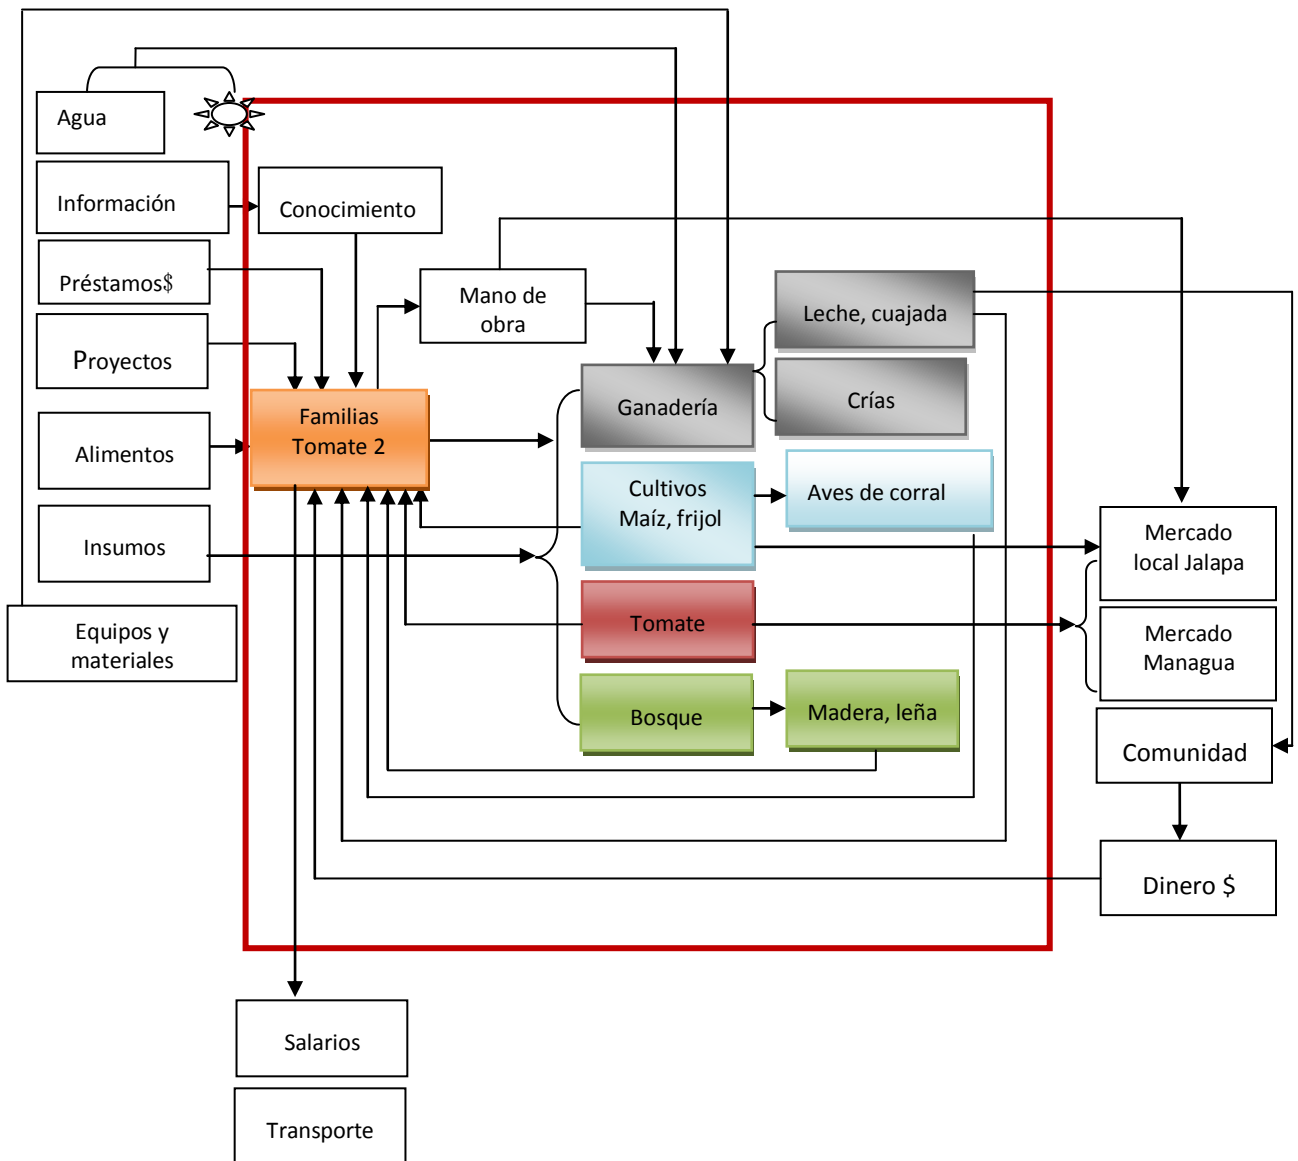 Agua
Información
Conocimiento
Préstamos$
Mano de
obra
Leche, cuajada
Proyectos
Ganadería
Crías
Familias
Tomate 2
Alimentos
Cultivos
Maíz, frijol
Aves de corral
Insumos
Mercado
local Jalapa
Equipos y
materiales
Tomate
Mercado
Managua
Bosque
Madera, leña
Comunidad
Dinero $
Salarios
Transporte